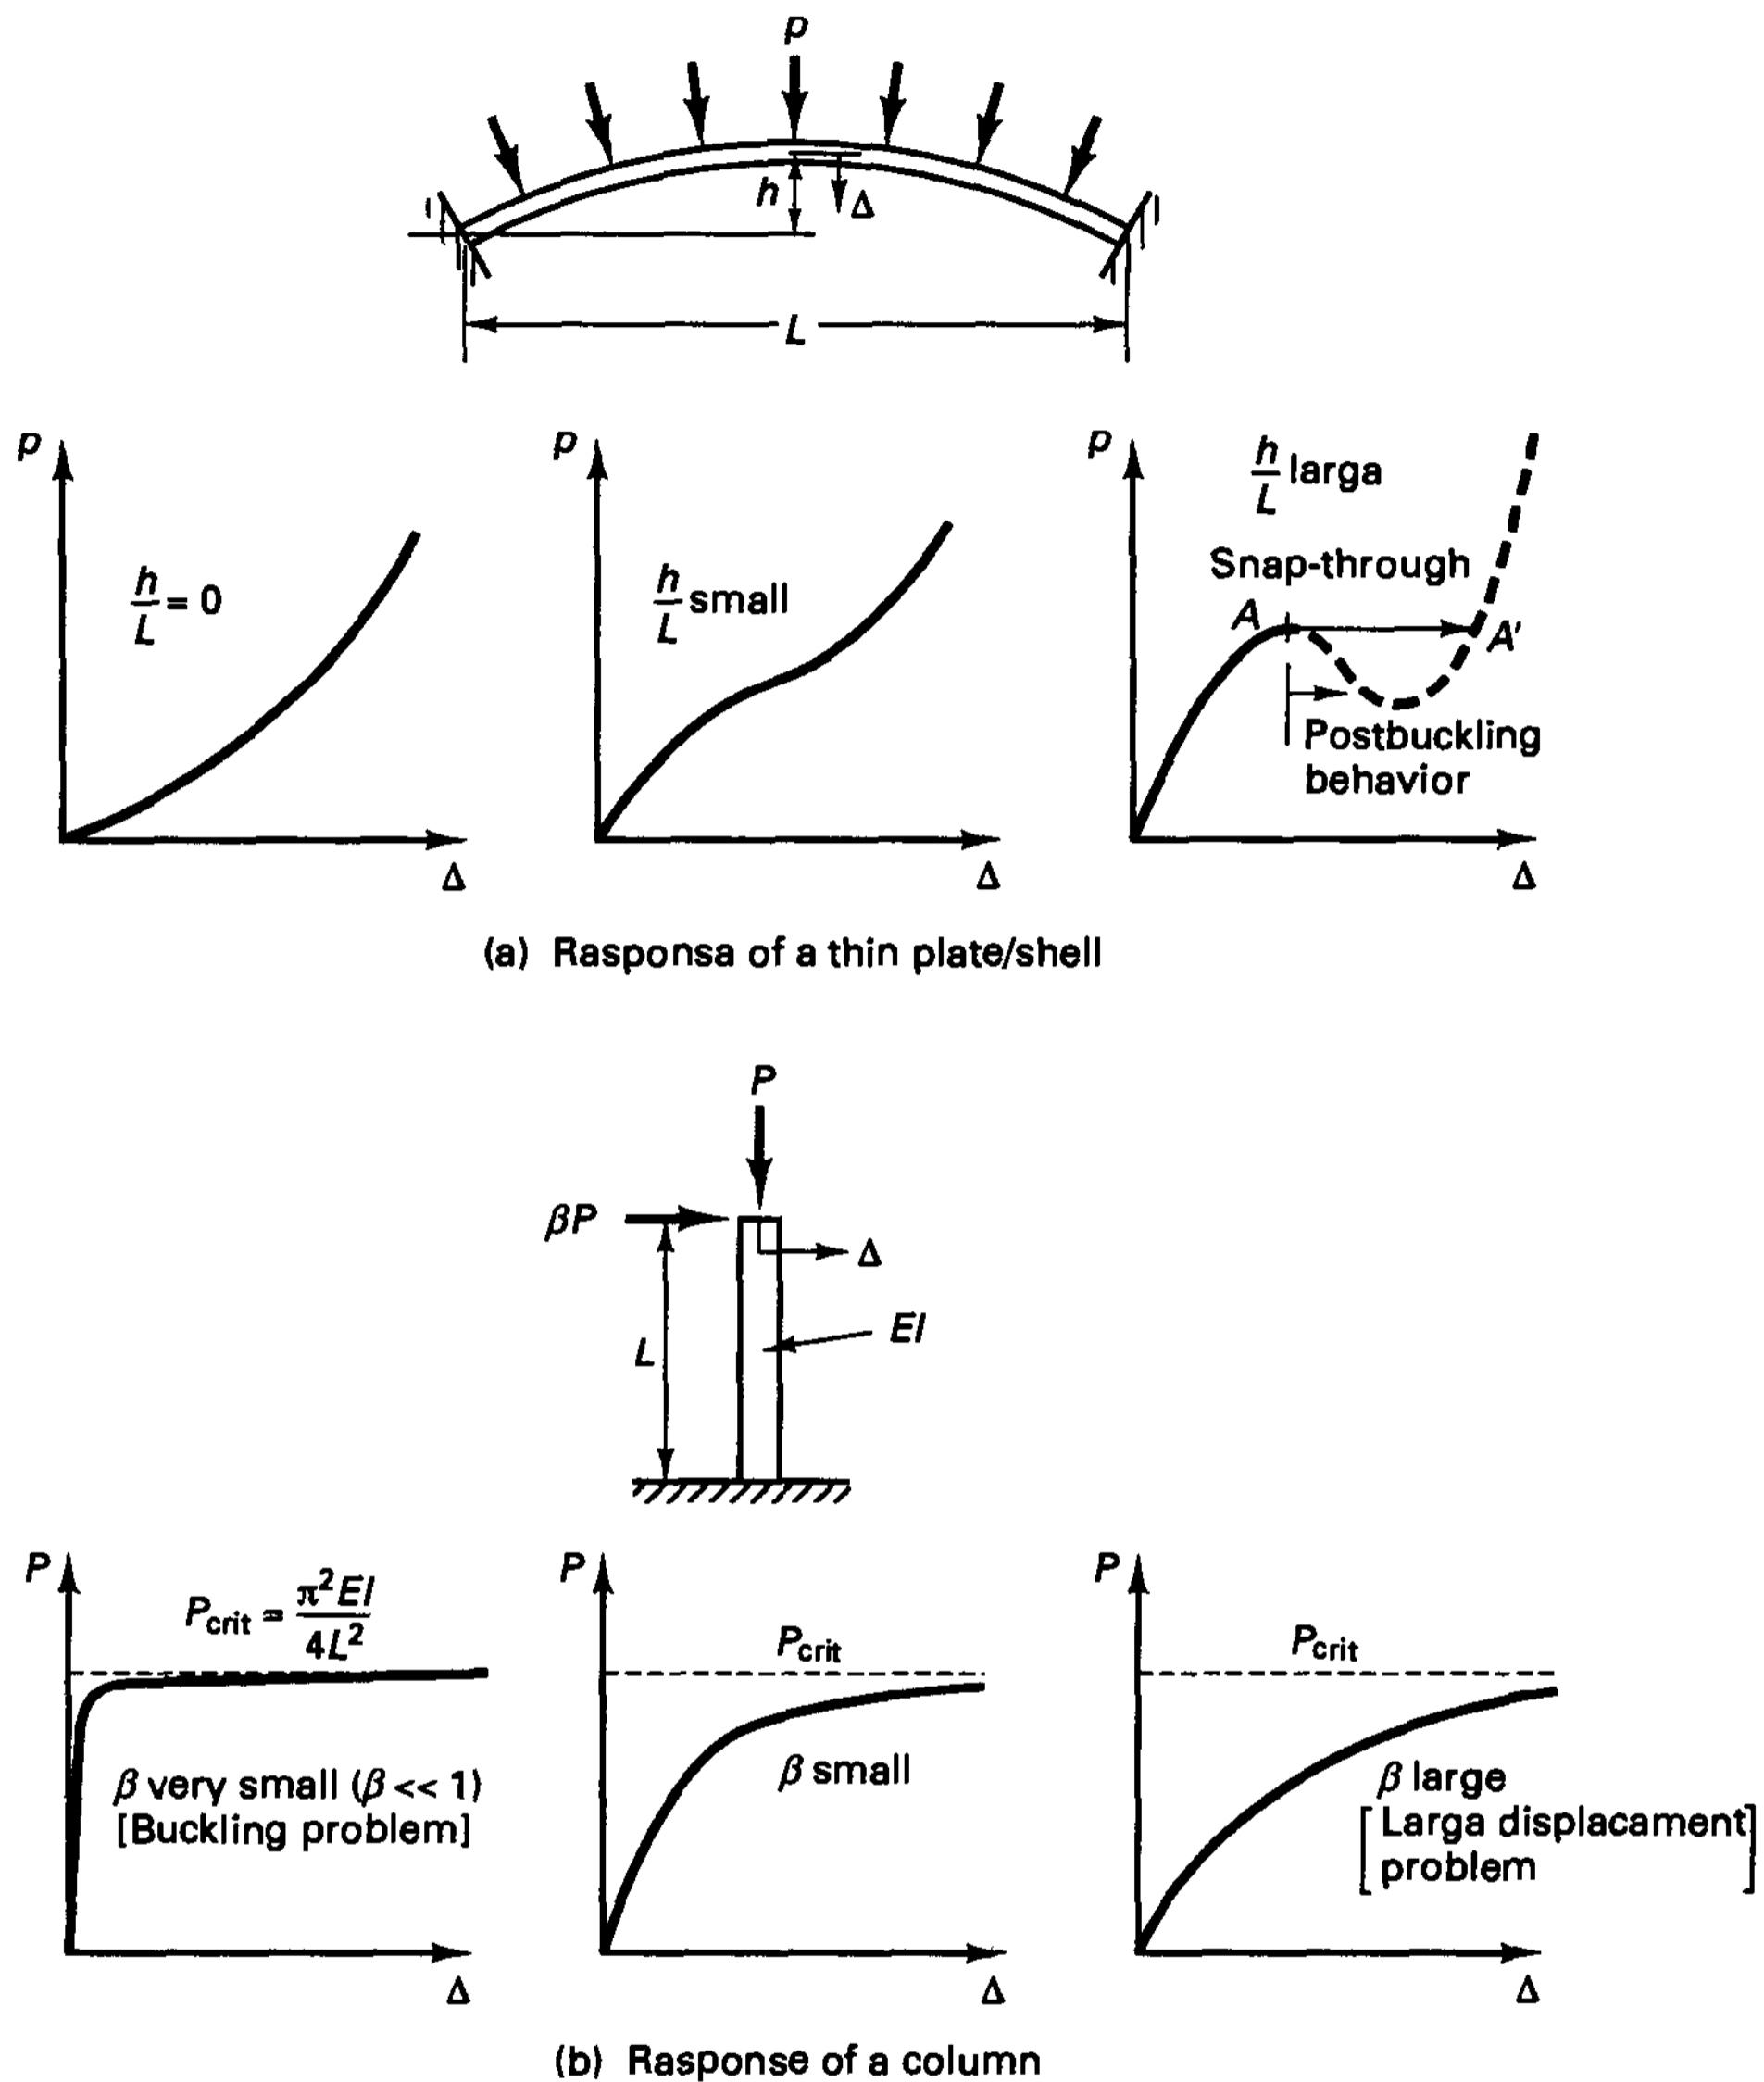 p
h
Δ
L
p
h/L = 0
Δ
p
h/L small
Δ
p
h/L larga
Snap-through
A
A'
Postbuckling
behavior
Δ
(a) Rasponsa of a thin plate/shell
P
βP
Δ
EI
L
P
P_crit = π²EI/4L²
β very small (β << 1)
[Buckling problem]
Δ
P
P_crit
β small
Δ
P
P_crit
β large
[Larga displacament
problem]
Δ
(b) Rasponse of a column